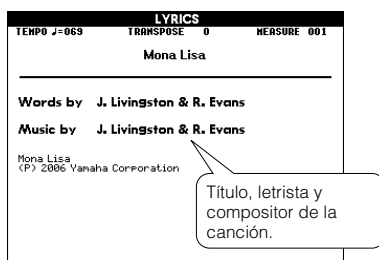 LYRICS
TEMPO ♩=069 TRANSPOSE 0 MEASURE 001
Mona Lisa
Words by J. Livingston & R. Evans
Music by J. Livingston & R. Evans
Mona Lisa
(P) 2006 Yamaha Corporation
Título, letrista y
compositor de la
canción.